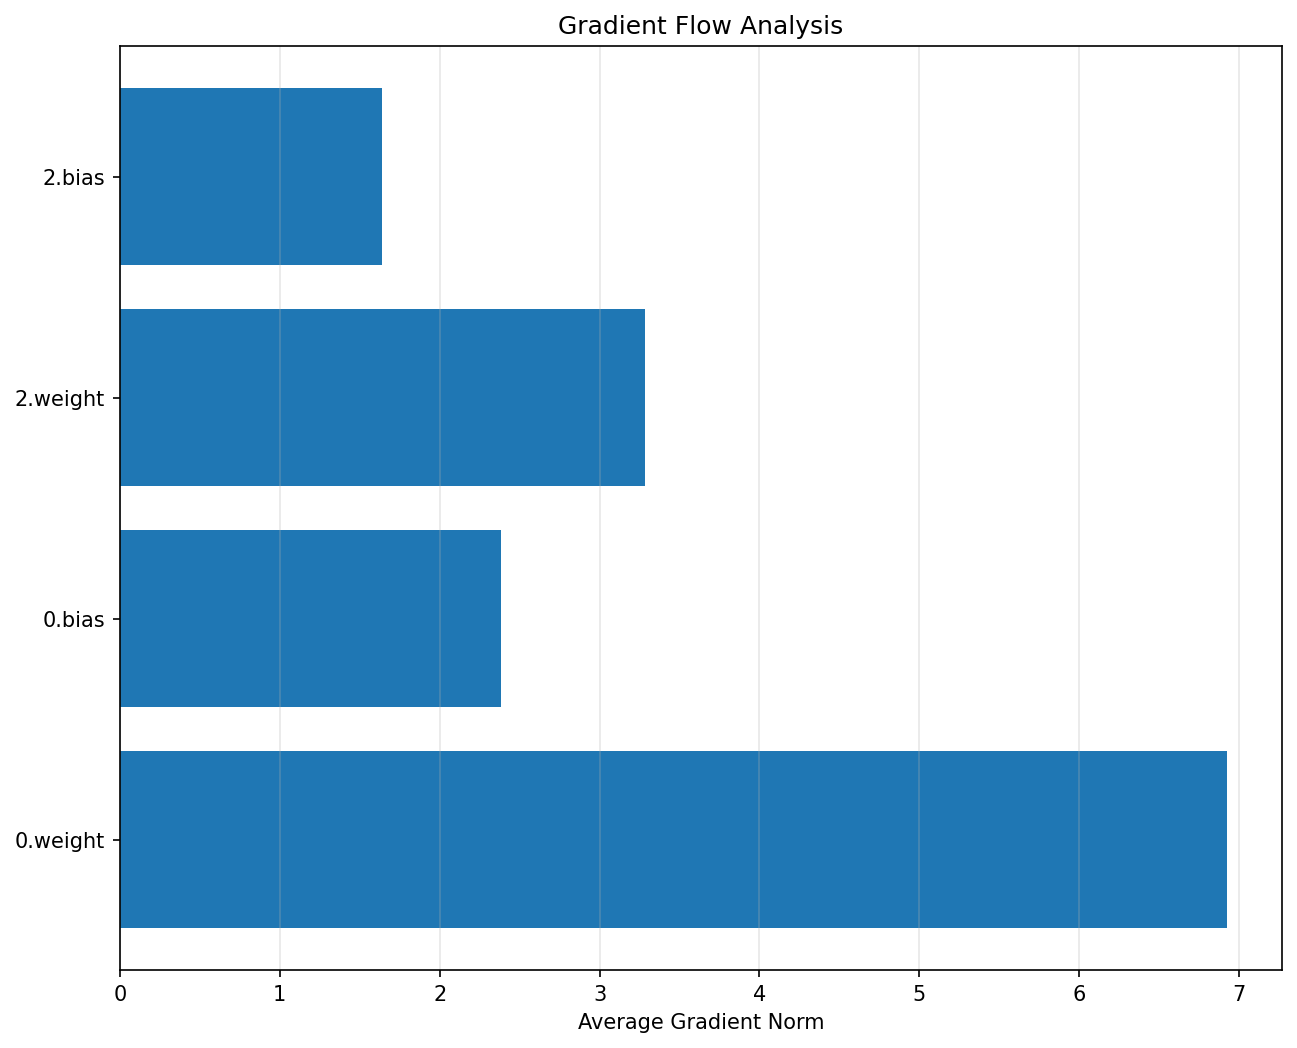 Gradient Flow Analysis
2.bias
2.weight
0.bias
0.weight
0 1 2 3 4 5 6 7
Average Gradient Norm